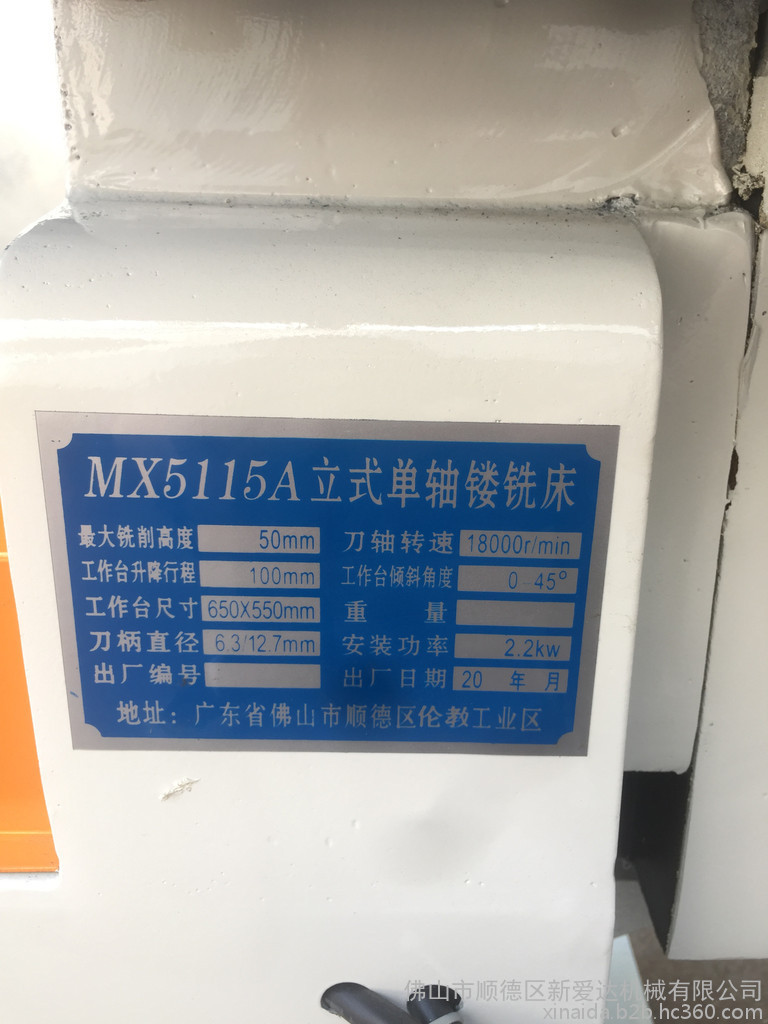 MX5115A立式单轴镂铣床
最大铣削高度 50mm 刀轴转速 18000r/min
工作台升降行程 100mm 工作台倾斜角度 0-45°
工作台尺寸 650X550mm 重量
刀柄直径 6.3/12.7mm 安装功率 2.2kw
出厂编号 出厂日期 20 年 月
地址：广东省佛山市顺德区伦教工业区
佛山市顺德区新爱达机械有限公司
xinaida.b2b.hc360.com